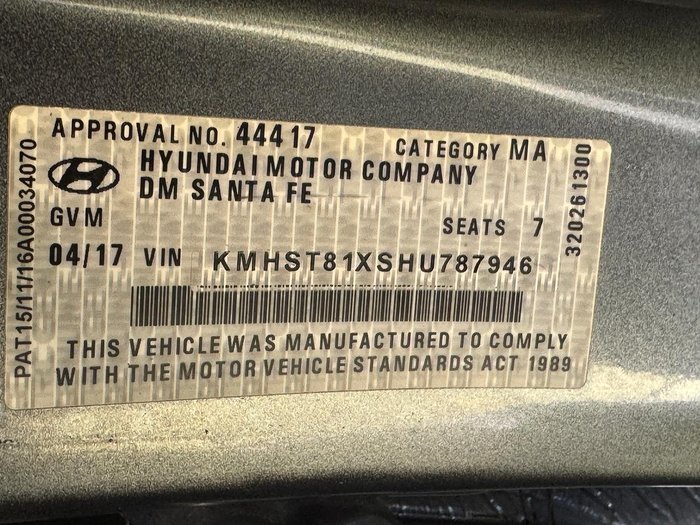 APPROVAL NO. 44417 CATEGORY MA
HYUNDAI MOTOR COMPANY
DM SANTA FE
GVM SEATS 7
04/17 VIN KMHST81XSHU787946
THIS VEHICLE WAS MANUFACTURED TO COMPLY
WITH THE MOTOR VEHICLE STANDARDS ACT 1989
PAT15/11/16A00034070
320261300